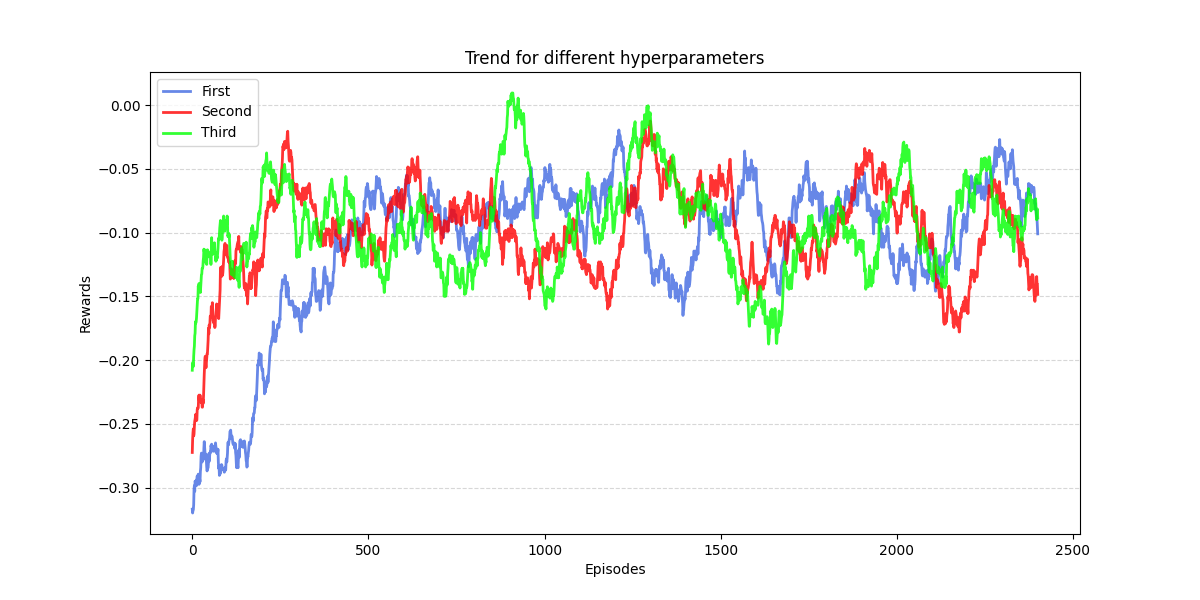 Trend for different hyperparameters
First
Second
Third
0.00
−0.05
−0.10
−0.15
−0.20
−0.25
−0.30
Rewards
0
500
1000
1500
2000
2500
Episodes